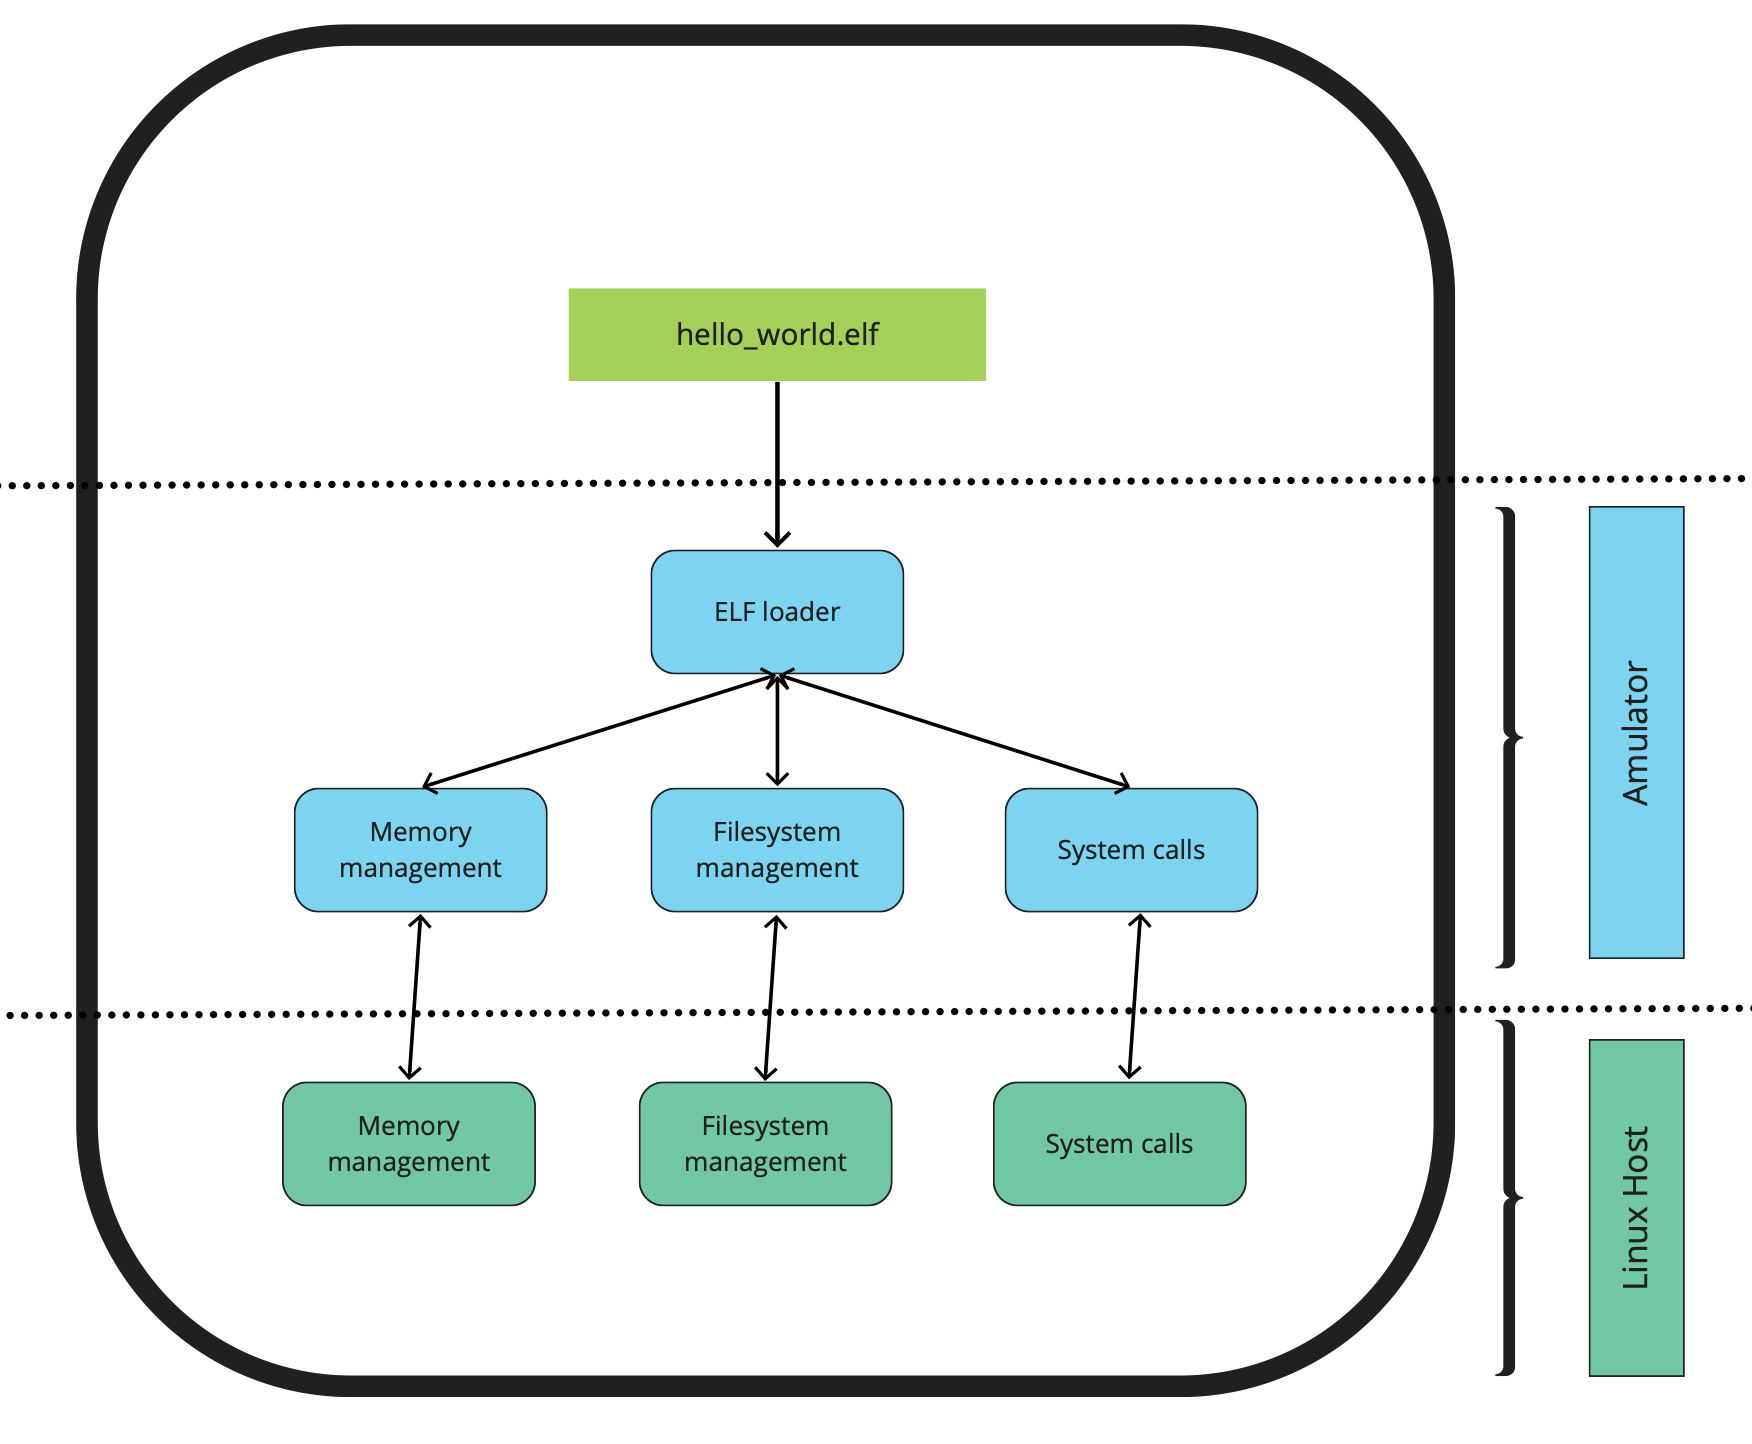 hello_world.elf
ELF loader
Amulator
Memory
management
Filesystem
management
System calls
Memory
management
Filesystem
management
System calls
Linux Host